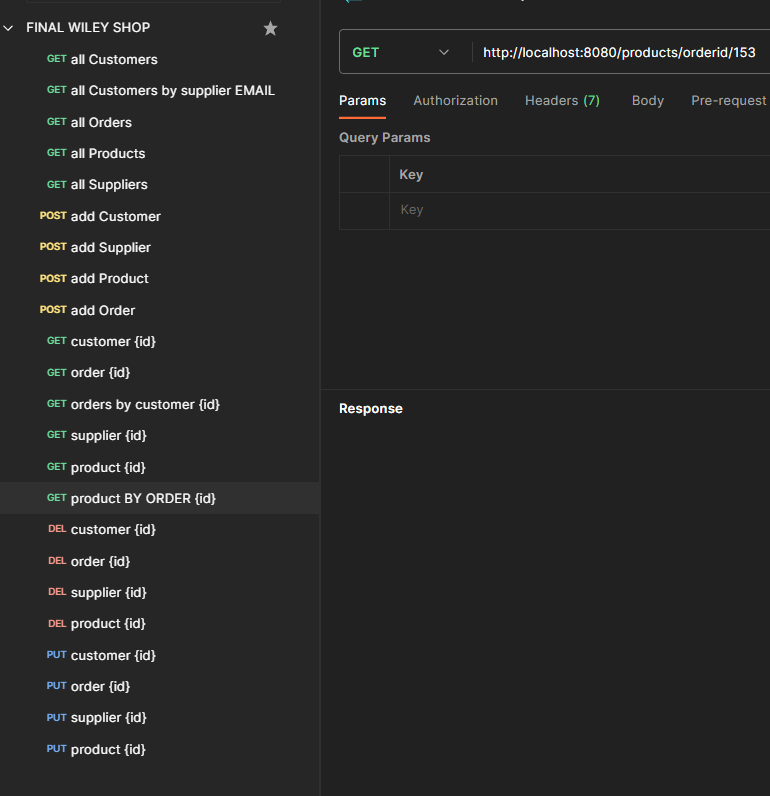 FINAL WILEY SHOP
GET all Customers
GET all Customers by supplier EMAIL
GET all Orders
GET all Products
GET all Suppliers
POST add Customer
POST add Supplier
POST add Product
POST add Order
GET customer {id}
GET order {id}
GET orders by customer {id}
GET supplier {id}
GET product {id}
GET product BY ORDER {id}
DEL customer {id}
DEL order {id}
DEL supplier {id}
DEL product {id}
PUT customer {id}
PUT order {id}
PUT supplier {id}
PUT product {id}
GET http://localhost:8080/products/orderid/153
Params Authorization Headers (7) Body Pre-request
Query Params
Key
Key
Response